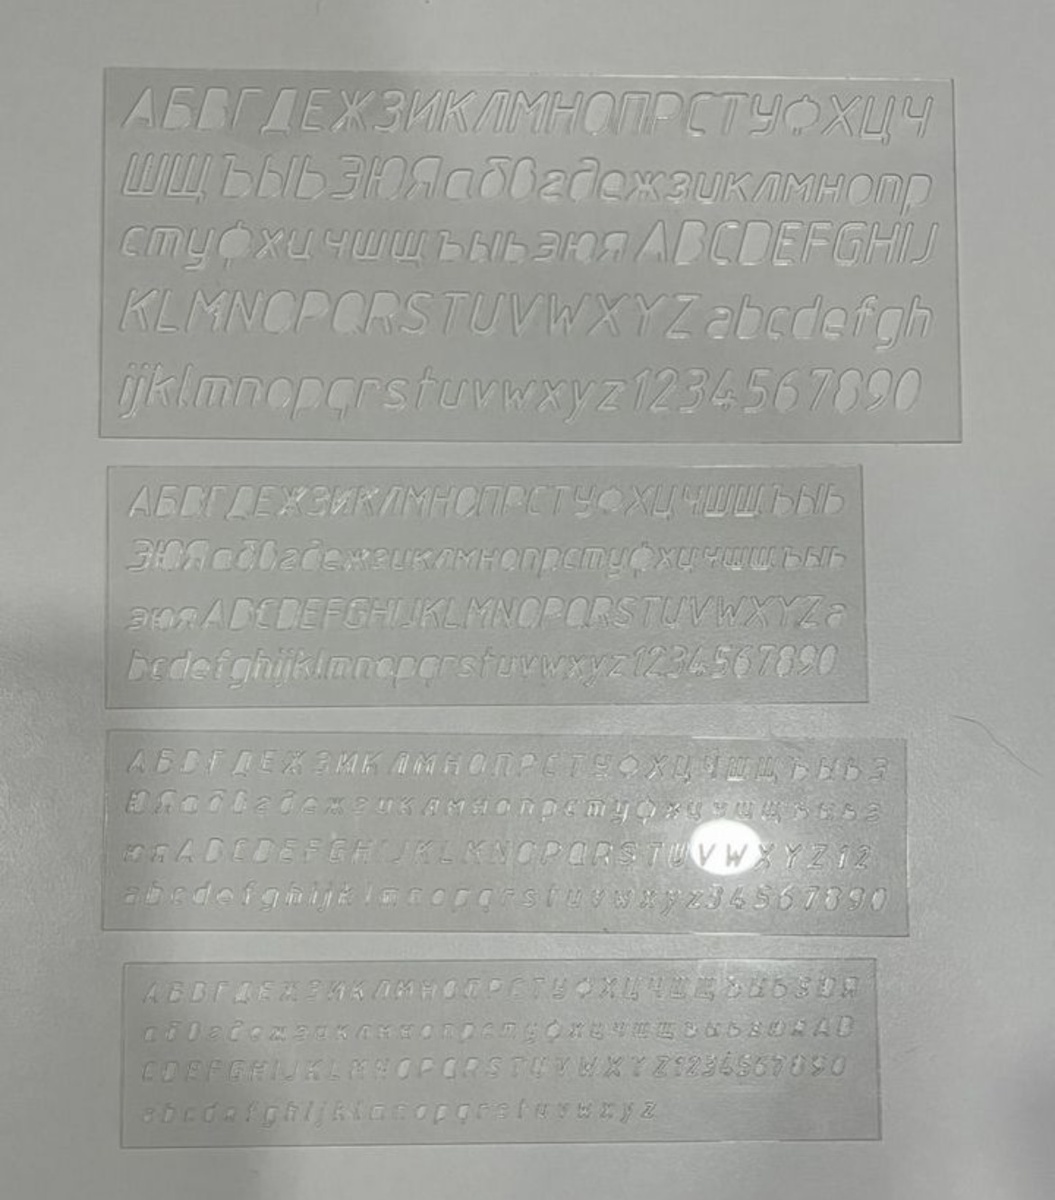 АБВГДЕЖЗИКЛМНОПРСТУФХЦЧ
ШЩЪЫЬЭЮЯабвгдежзиклмнопр
стуфхцчшщъыьэюяABCDEFGHIJ
KLMNOPQRSTUVWXYZabcdefgh
ijklmnopqrstuvwxyz1234567890
АБВГДЕЖЗИКЛМНОПРСТУФХЦЧШЩЪЫЬ
ЭЮЯабвгдежзиклмнопрстуфхцчшщъыь
эюяABCDEFGHIJKLMNOPQRSTUVWXYZa
bcdefghijklmnopqrstuvwxyz1234567890
АБВГДЕЖЗИКЛМНОПРСТУФХЦЧШЩЪЫЬЭ
ЮЯабвгдежзиклмнопрстуфхцчшщъыьэ
юяABCDEFGHIJKLMNOPQRSTUVWXYZ12
abcdefghijklmnopqrstuvwxyz34567890
АБВГДЕЖЗИКЛМНОПРСТУФХЦЧШЩЪЫЬЭЮЯ
абвгдежзиклмнопрстуфхцчшщъыьэюяAB
CDEFGHIJKLMNOPQRSTUVWXYZ1234567890
abcdefghijklmnopqrstuvwxyz